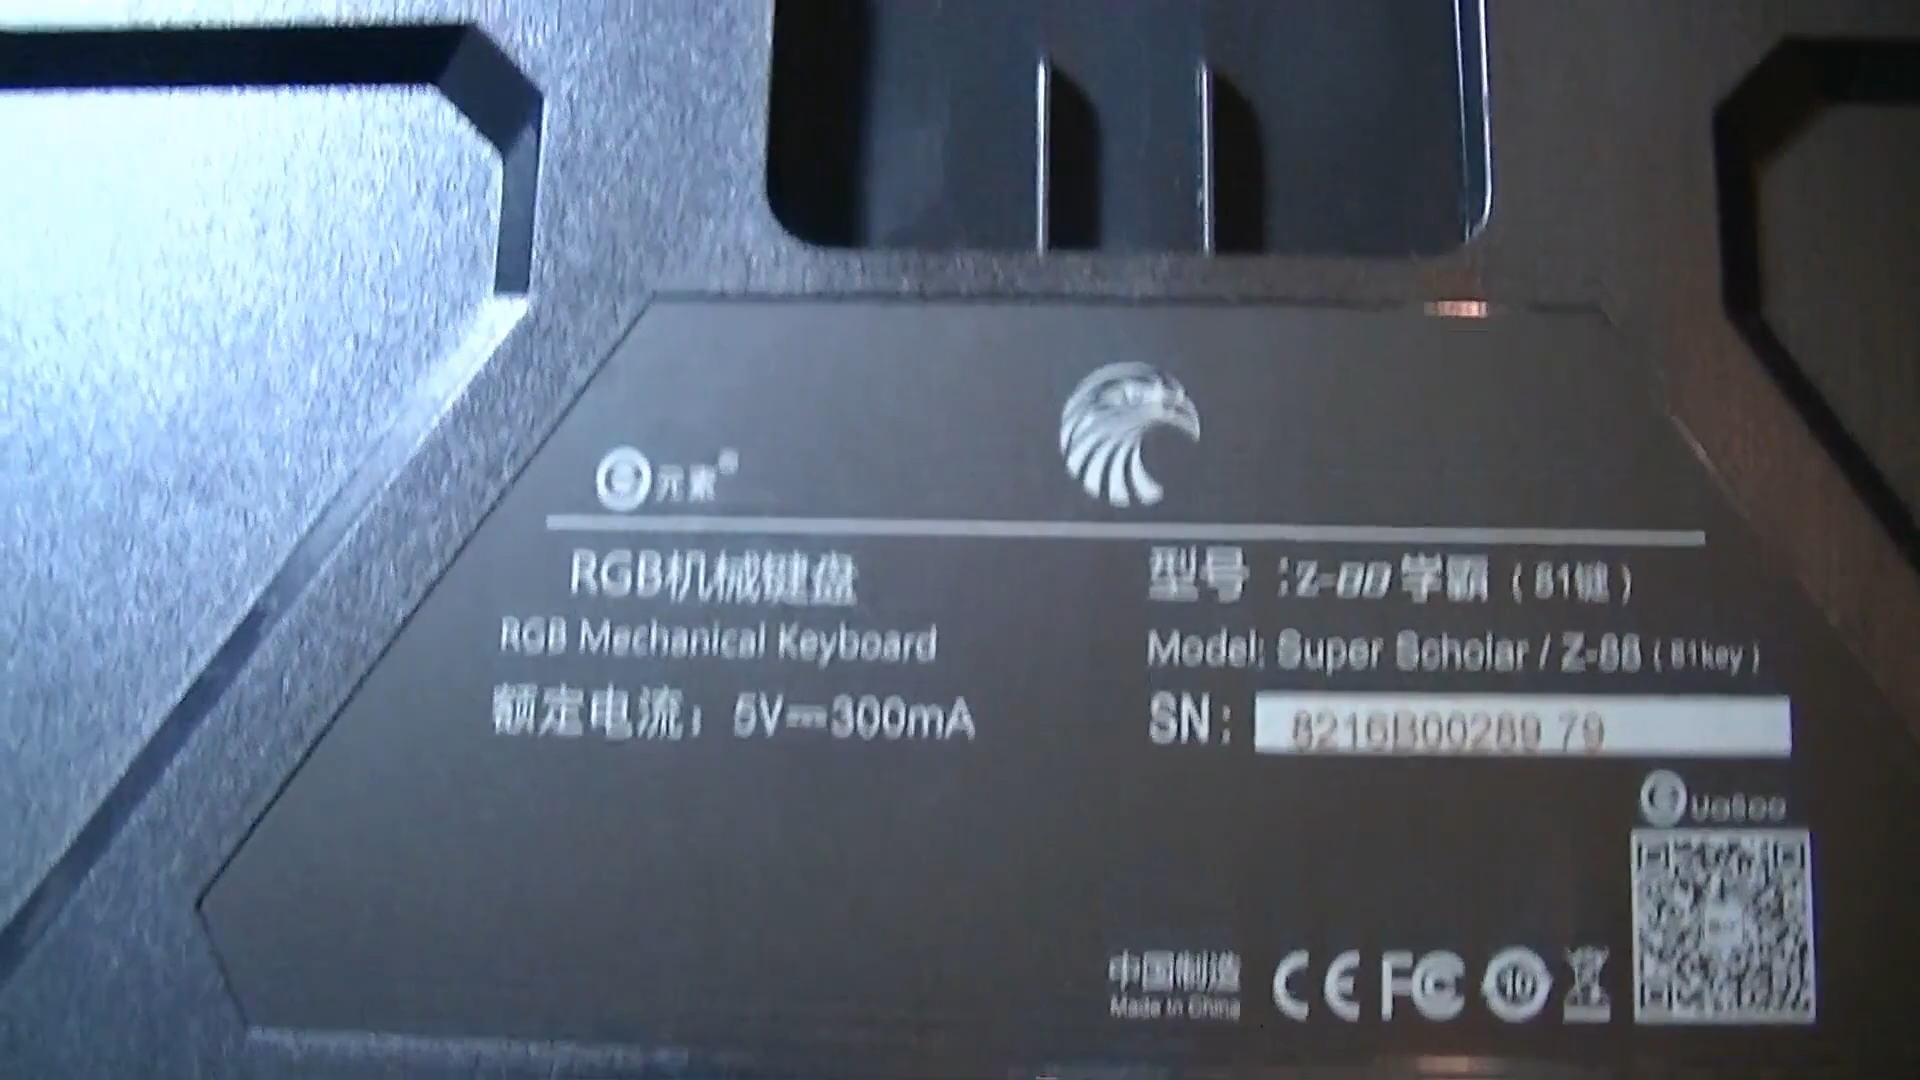 元素
RGB机械键盘
RGB Mechanical Keyboard
额定电流：5V⎓300mA
型号：Z-88 学霸（81键）
Model: Super Scholar / Z-88（81key）
SN： 8216B00289 79
中国制造
Made In China
CE FC 10